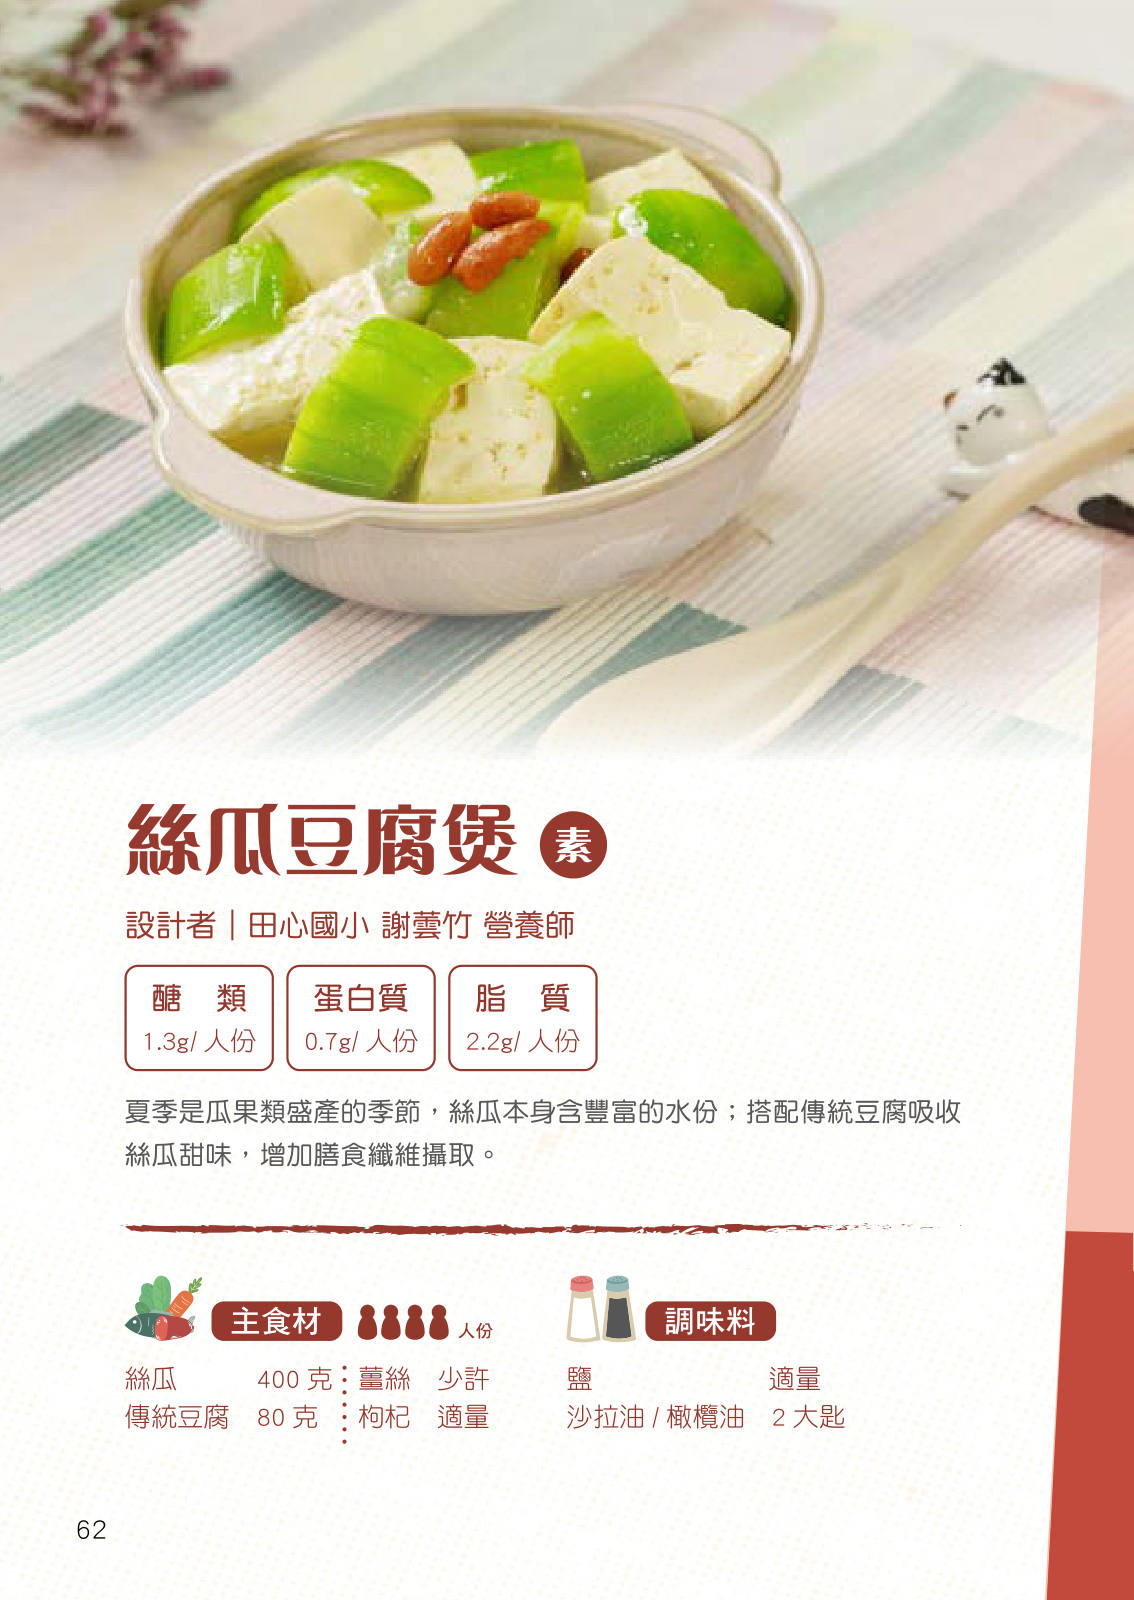 絲瓜豆腐煲 素
設計者｜田心國小 謝蕓竹 營養師
醣 類
1.3g/ 人份
蛋白質
0.7g/ 人份
脂 質
2.2g/ 人份
夏季是瓜果類盛產的季節，絲瓜本身含豐富的水份；搭配傳統豆腐吸收
絲瓜甜味，增加膳食纖維攝取。
主食材 人份
絲瓜 400 克 薑絲 少許
傳統豆腐 80 克 枸杞 適量
調味料
鹽 適量
沙拉油 / 橄欖油 2 大匙
62